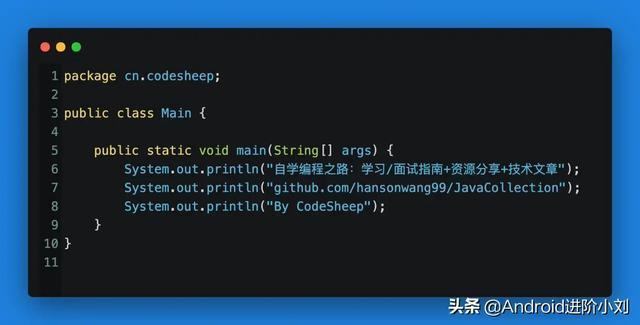 1 package cn.codesheep;
2
3 public class Main {
4
5     public static void main(String[] args) {
6         System.out.println("自学编程之路：学习/面试指南+资源分享+技术文章");
7         System.out.println("github.com/hansonwang99/JavaCollection");
8         System.out.println("By CodeSheep");
9     }
10 }
11
头条 @Android进阶小刘